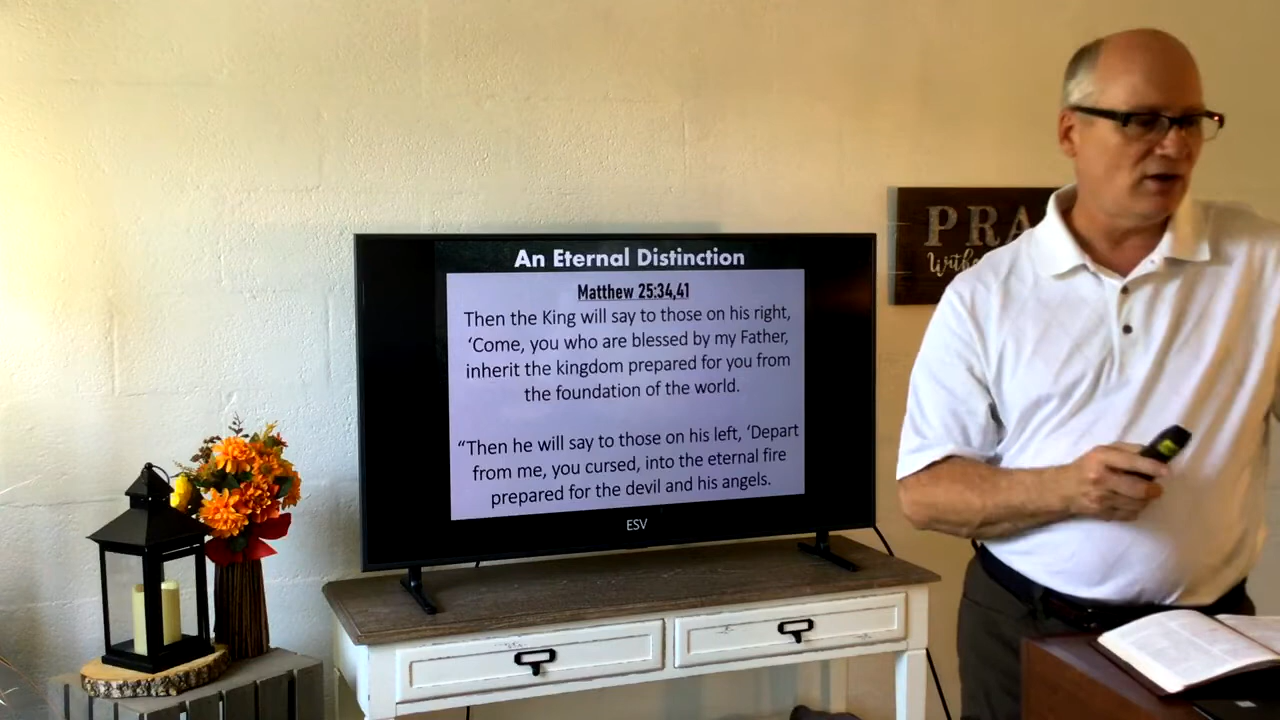 An Eternal Distinction
Matthew 25:34,41
Then the King will say to those on his right,
‘Come, you who are blessed by my Father,
inherit the kingdom prepared for you from
the foundation of the world.
“Then he will say to those on his left, ‘Depart
from me, you cursed, into the eternal fire
prepared for the devil and his angels.
ESV
PRA
Witho